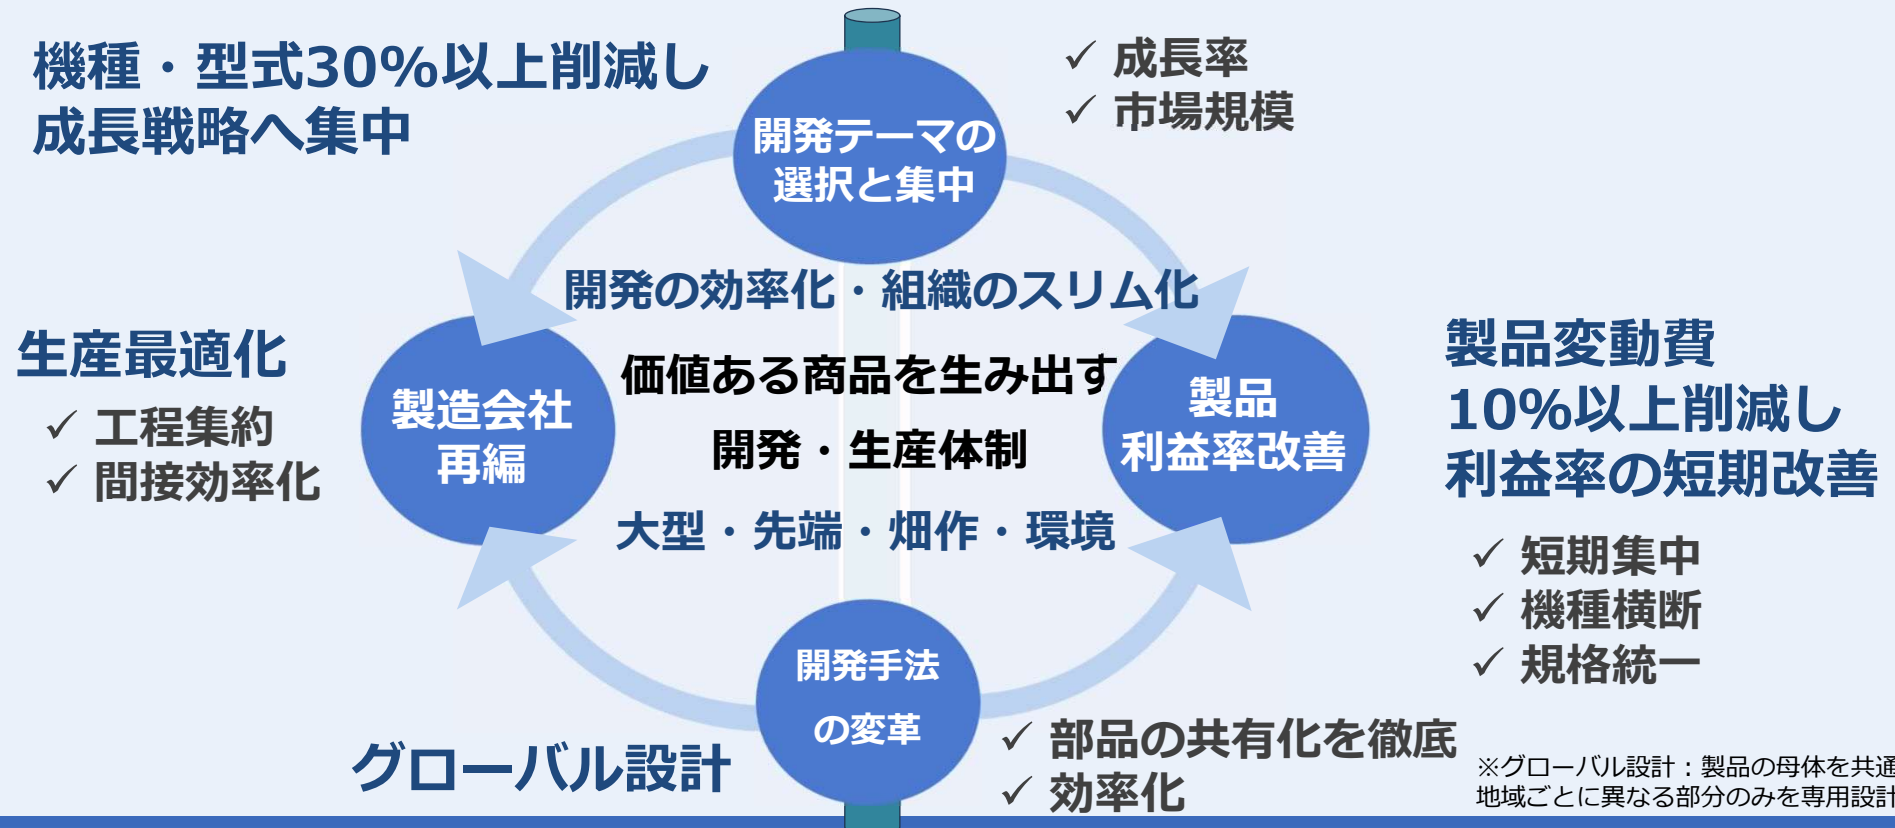 機種・型式30%以上削減し
成長戦略へ集中
✓ 成長率
✓ 市場規模
開発テーマの
選択と集中
開発の効率化・組織のスリム化
生産最適化
✓ 工程集約
✓ 間接効率化
製造会社
再編
価値ある商品を生み出す
開発・生産体制
大型・先端・畑作・環境
製品
利益率改善
製品変動費
10%以上削減し
利益率の短期改善
✓ 短期集中
✓ 機種横断
✓ 規格統一
開発手法
の変革
グローバル設計
✓ 部品の共有化を徹底
✓ 効率化
※グローバル設計：製品の母体を共通
地域ごとに異なる部分のみを専用設計